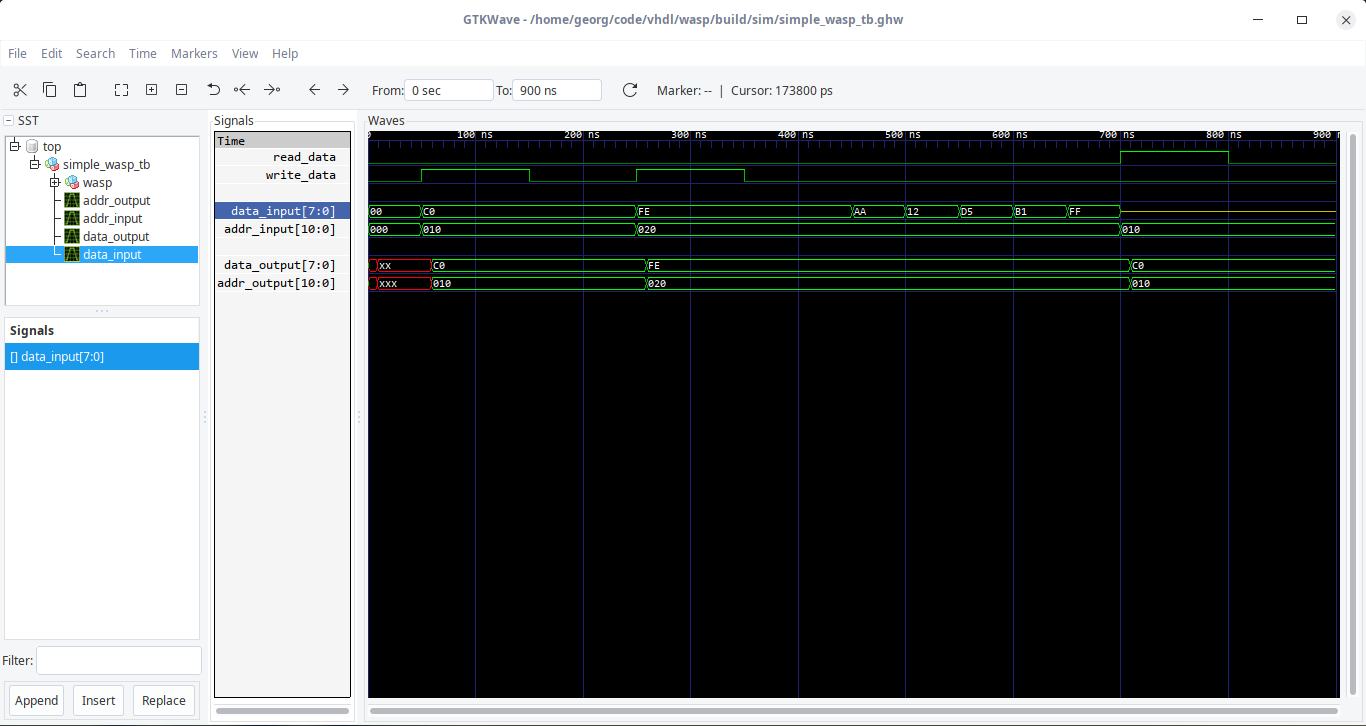 GTKWave - /home/georg/code/vhdl/wasp/build/sim/simple_wasp_tb.ghw
File Edit Search Time Markers View Help
From: 0 sec To: 900 ns Marker: -- | Cursor: 173800 ps
SST
top
simple_wasp_tb
wasp
addr_output
addr_input
data_output
data_input
Signals
[] data_input[7:0]
Filter:
Append Insert Replace
Signals
Time
read_data
write_data
data_input[7:0]
addr_input[10:0]
data_output[7:0]
addr_output[10:0]
Waves
100 ns 200 ns 300 ns 400 ns 500 ns 600 ns 700 ns 800 ns 900
00 C0 FE AA 12 D5 B1 FF
000 010 020 010
xx C0 FE C0
xxx 010 020 010